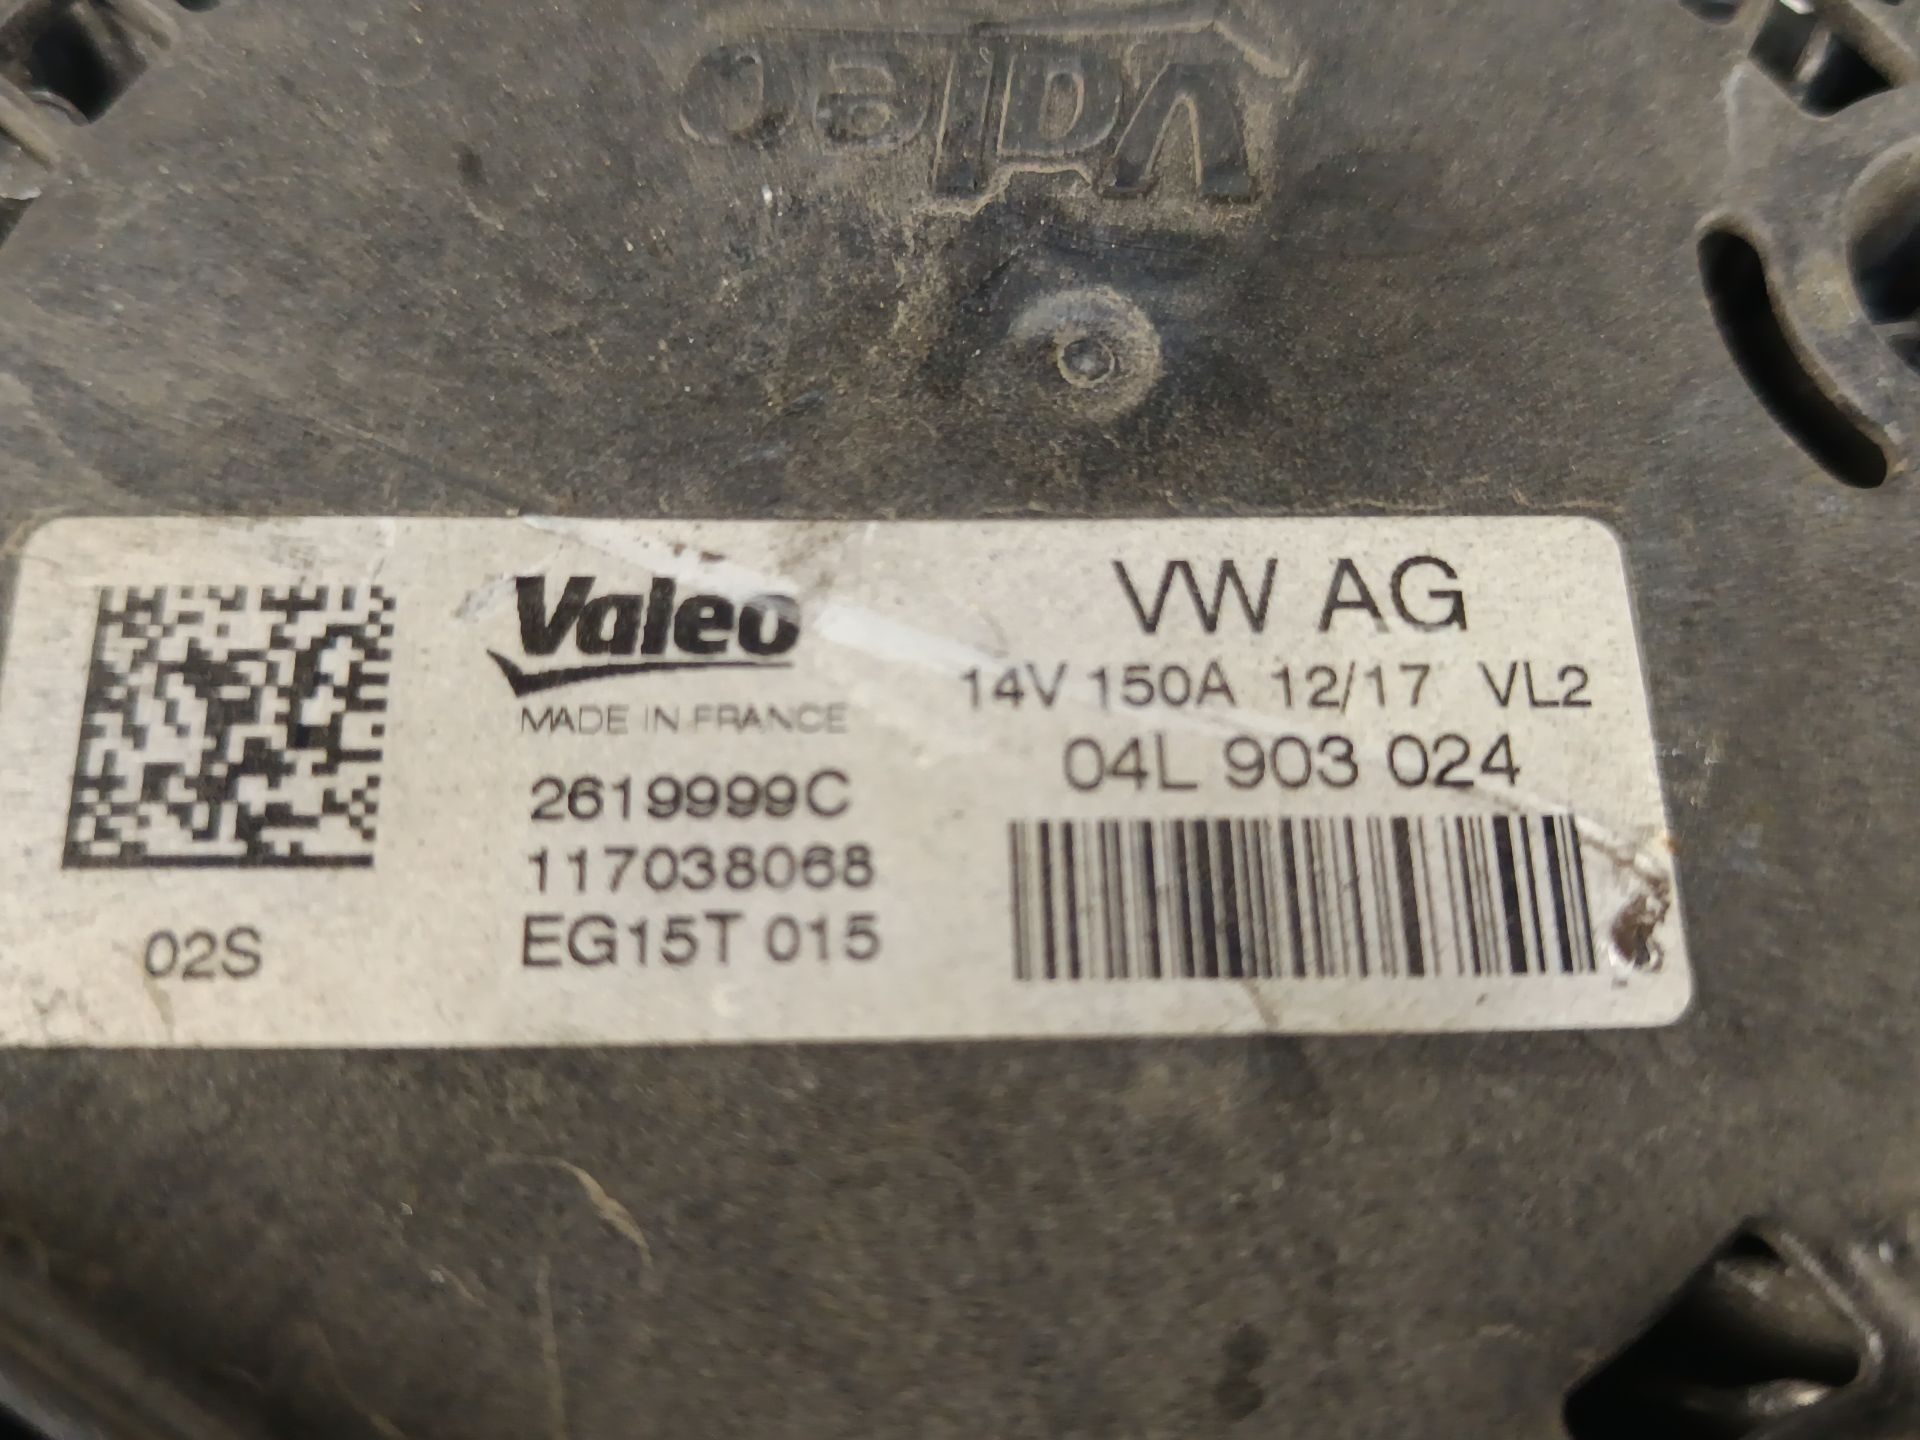 Valeo
Valeo
MADE IN FRANCE
2619999C
117038068
EG15T 015
02S
VW AG
14V 150A 12/17 VL2
04L 903 024